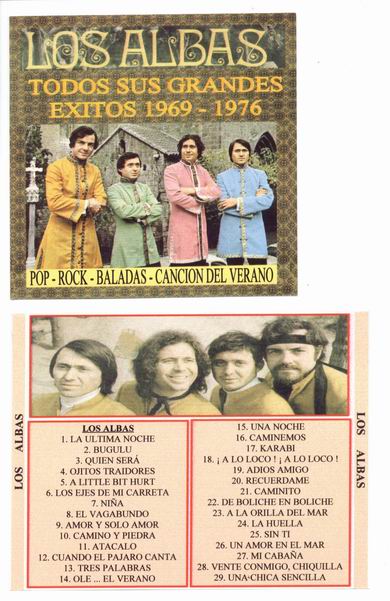 LOS ALBAS
TODOS SUS GRANDES
EXITOS 1969 - 1976
POP - ROCK - BALADAS - CANCION DEL VERANO
LOS ALBAS
LOS ALBAS
1. LA ULTIMA NOCHE
2. BUGULU
3. QUIEN SERÁ
4. OJITOS TRAIDORES
5. A LITTLE BIT HURT
6. LOS EJES DE MI CARRETA
7. NIÑA
8. EL VAGABUNDO
9. AMOR Y SOLO AMOR
10. CAMINO Y PIEDRA
11. ATACALO
12. CUANDO EL PAJARO CANTA
13. TRES PALABRAS
14. OLE ... EL VERANO
15. UNA NOCHE
16. CAMINEMOS
17. KARABI
18. ¡ A LO LOCO ! ¡ A LO LOCO !
19. ADIOS AMIGO
20. RECUERDAME
21. CAMINITO
22. DE BOLICHE EN BOLICHE
23. A LA ORILLA DEL MAR
24. LA HUELLA
25. SIN TI
26. UN AMOR EN EL MAR
27. MI CABAÑA
28. VENTE CONMIGO, CHIQUILLA
29. UNA CHICA SENCILLA
LOS ALBAS